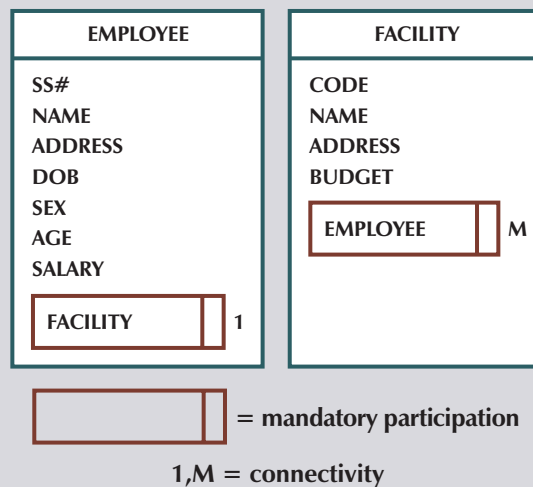 EMPLOYEE
SS#
NAME
ADDRESS
DOB
SEX
AGE
SALARY
FACILITY 1
FACILITY
CODE
NAME
ADDRESS
BUDGET
EMPLOYEE M
= mandatory participation
1,M = connectivity